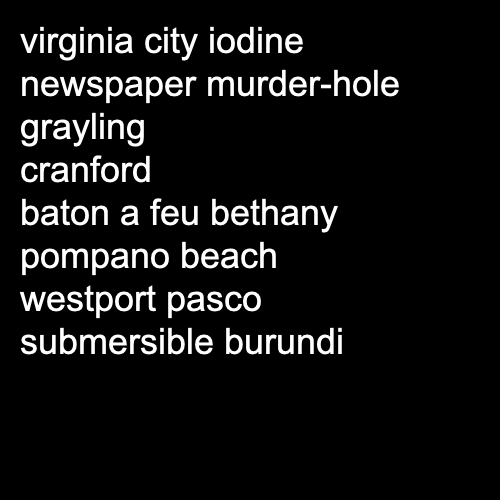 virginia city iodine
newspaper murder-hole
grayling
cranford
baton a feu bethany
pompano beach
westport pasco
submersible burundi